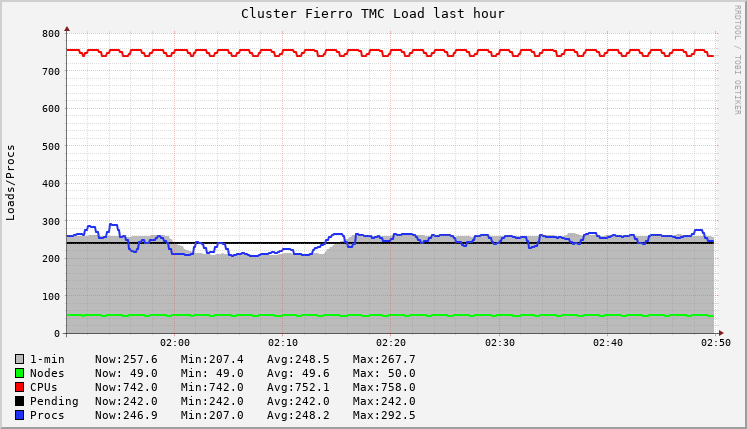 Cluster Fierro TMC Load last hour
RRDTOOL / TOBI OETIKER
Loads/Procs
800
700
600
500
400
300
200
100
0
02:00 02:10 02:20 02:30 02:40 02:50
1-min Now:257.6 Min:207.4 Avg:248.5 Max:267.7
Nodes Now: 49.0 Min: 49.0 Avg: 49.6 Max: 50.0
CPUs Now:742.0 Min:742.0 Avg:752.1 Max:758.0
Pending Now:242.0 Min:242.0 Avg:242.0 Max:242.0
Procs Now:246.9 Min:207.0 Avg:248.2 Max:292.5